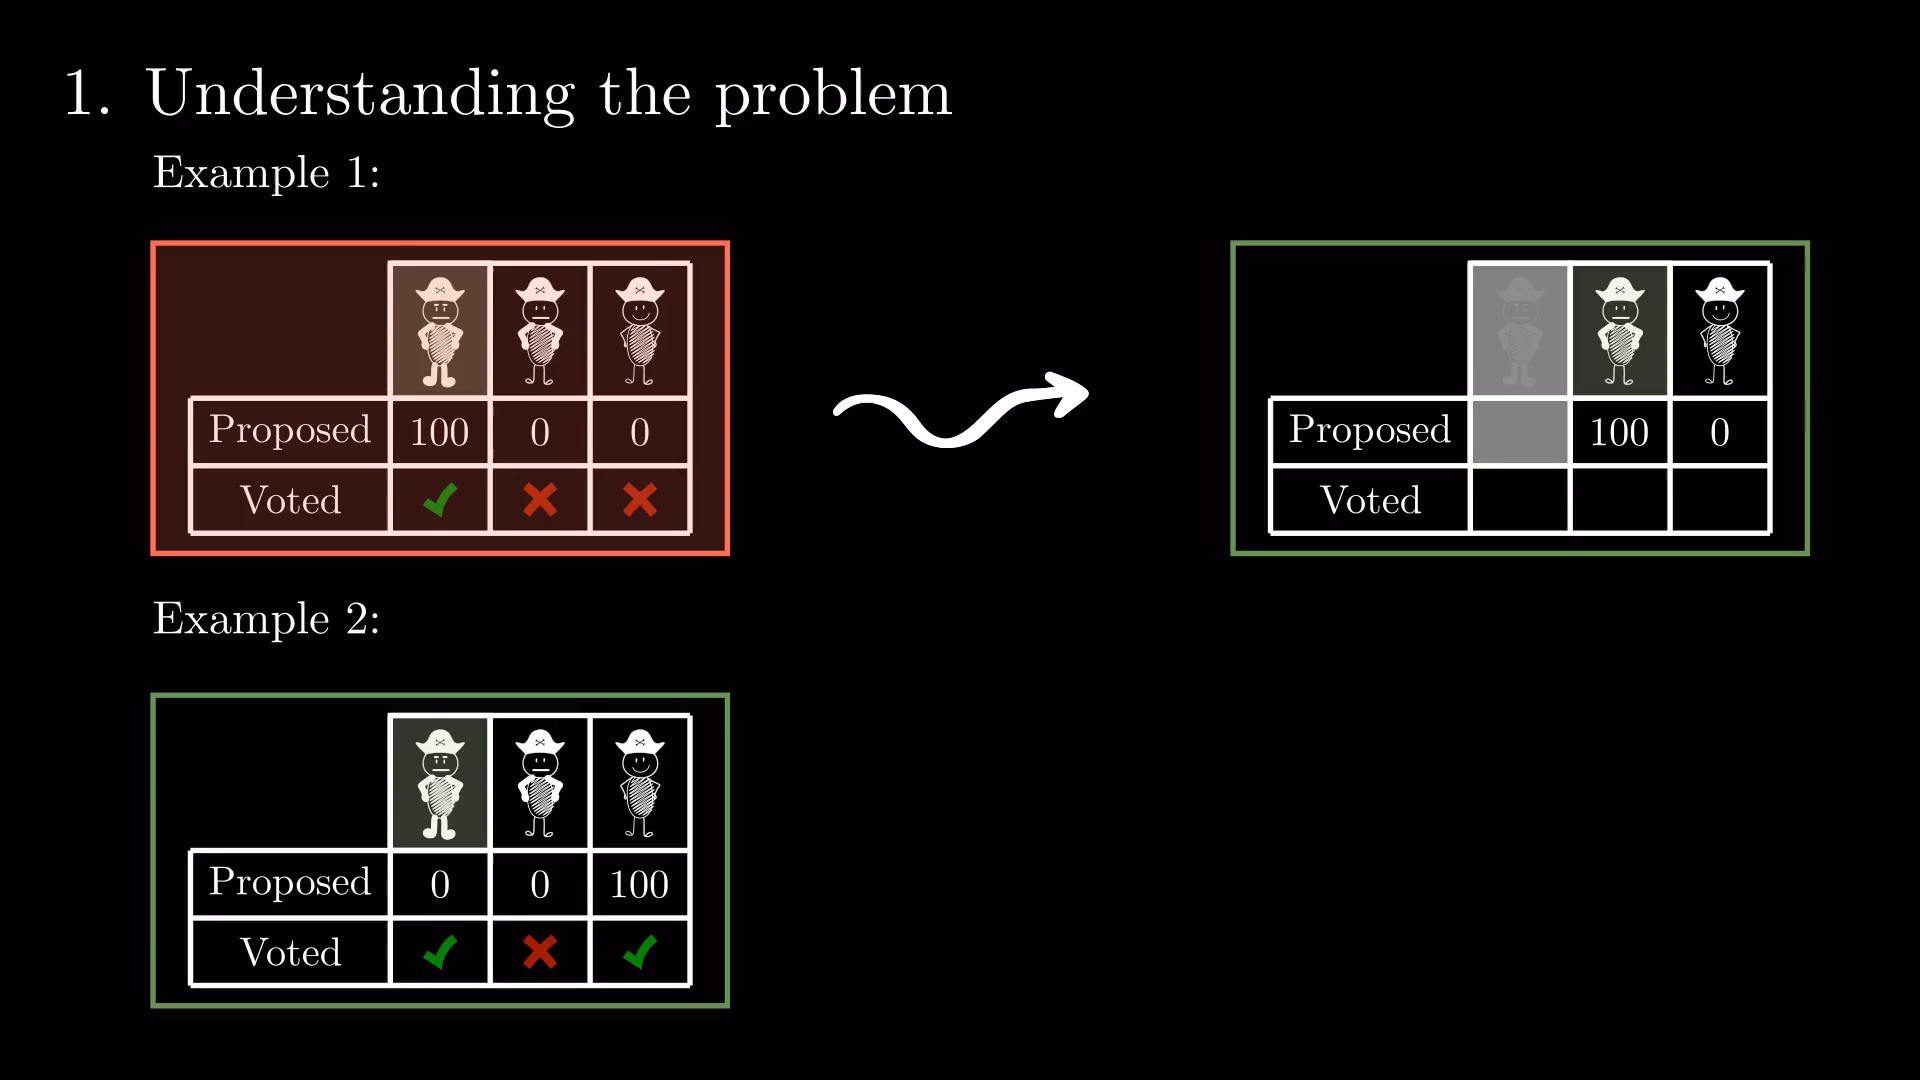 1. Understanding the problem
Example 1:
Proposed 100 0 0
Voted
Proposed 100 0
Voted
Example 2:
Proposed 0 0 100
Voted